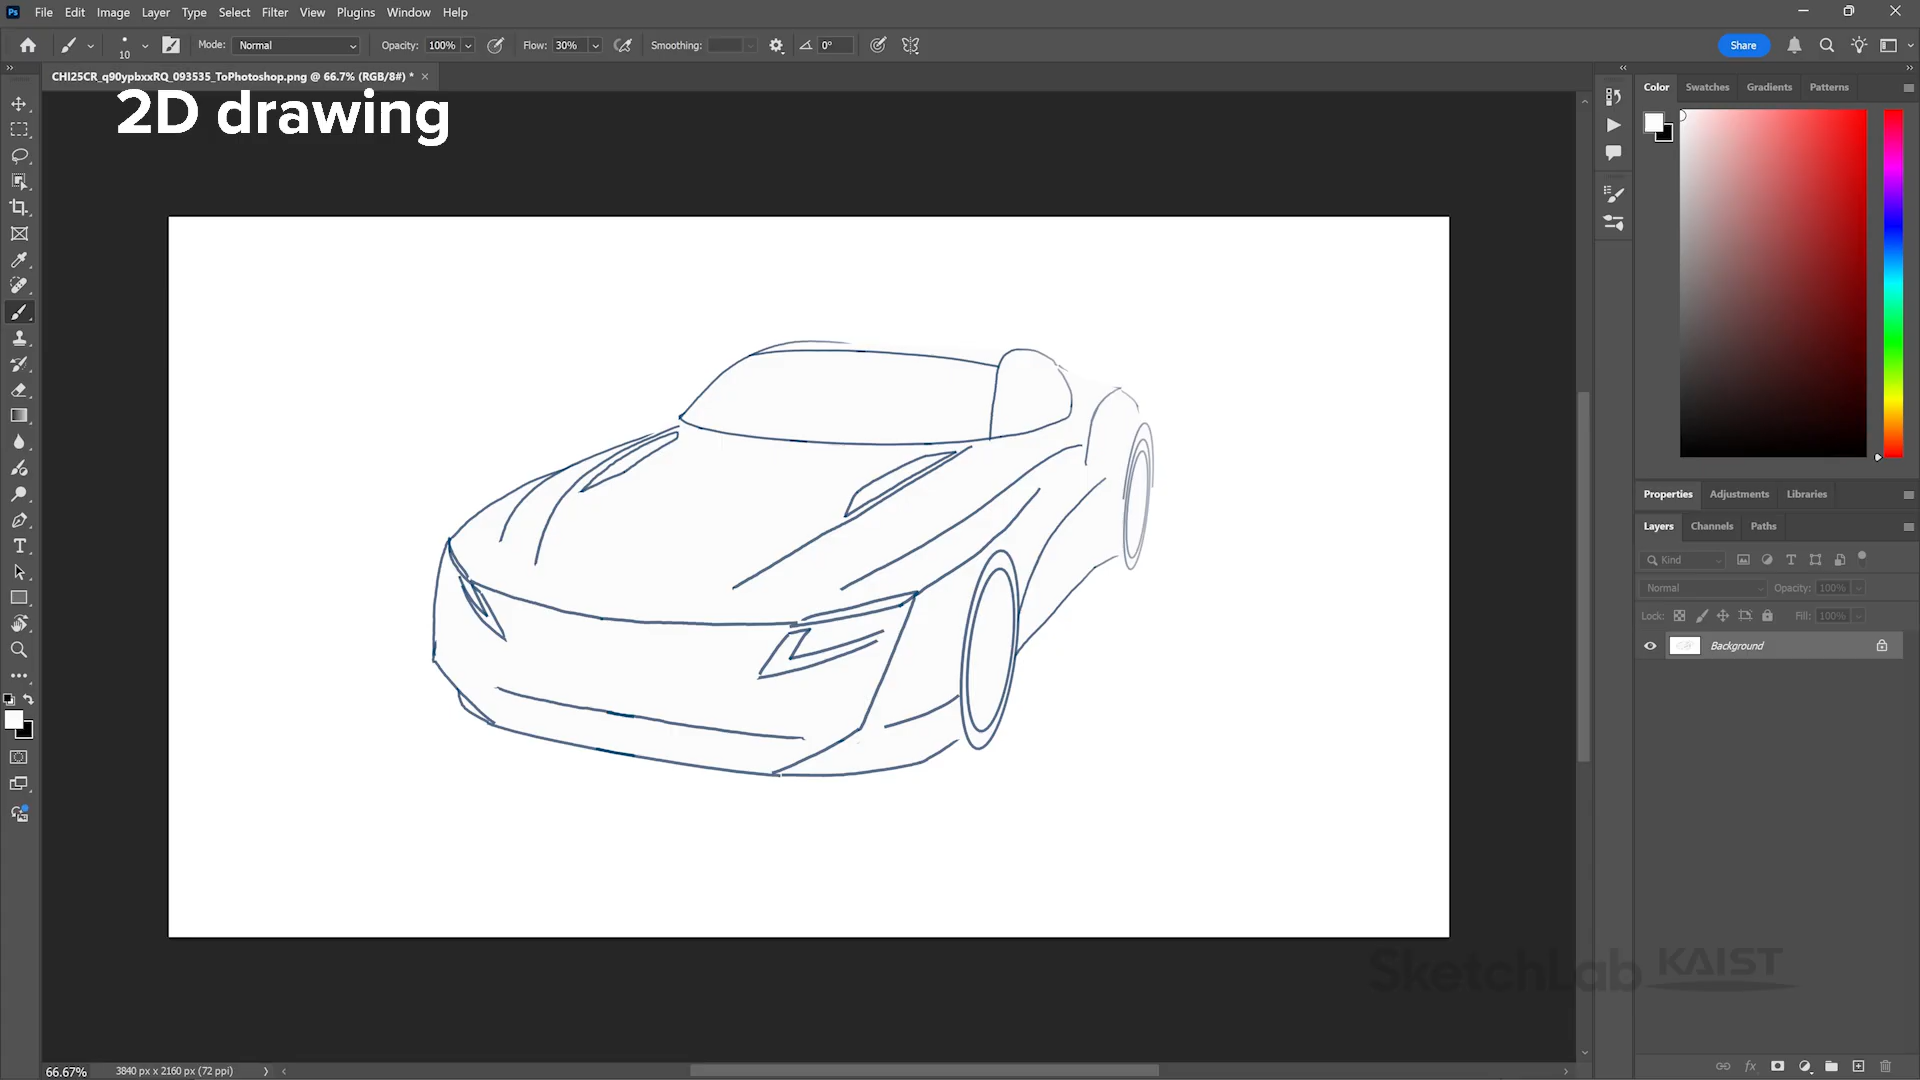 Ps File Edit Image Layer Type Select Filter View Plugins Window Help
10 Mode: Normal Opacity: 100% Flow: 30% Smoothing: 0° Share
CHI25CR_q90ypbxxRQ_093535_ToPhotoshop.png @ 66.7% (RGB/8#) *
2D drawing
Color Swatches Gradients Patterns
Properties Adjustments Libraries
Layers Channels Paths
Kind
Normal Opacity: 100%
Lock: Fill: 100%
Background
SketchLab KAIST
66.67% 3840 px x 2160 px (72 ppi)